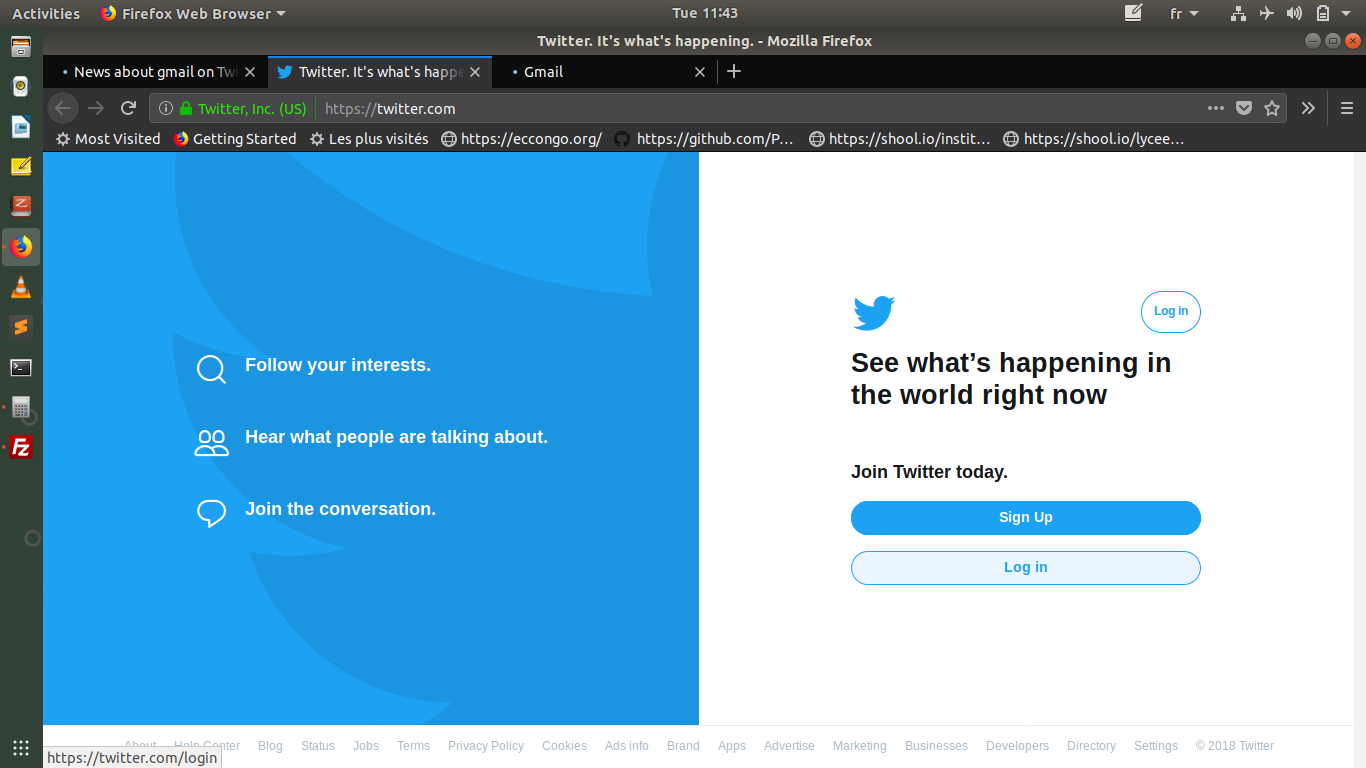 Activities
Firefox Web Browser
Tue 11:43
fr
Twitter. It's what's happening. - Mozilla Firefox
News about gmail on Twi
Twitter. It's what's happe
Gmail
Twitter, Inc. (US)
https://twitter.com
Most Visited
Getting Started
Les plus visités
https://eccongo.org/
https://github.com/P...
https://shool.io/instit...
https://shool.io/lycee...
Log in
See what's happening in
the world right now
Follow your interests.
Hear what people are talking about.
Join the conversation.
Join Twitter today.
Sign Up
Log in
About
Help Center
Blog
Status
Jobs
Terms
Privacy Policy
Cookies
Ads info
Brand
Apps
Advertise
Marketing
Businesses
Developers
Directory
Settings
© 2018 Twitter
https://twitter.com/login